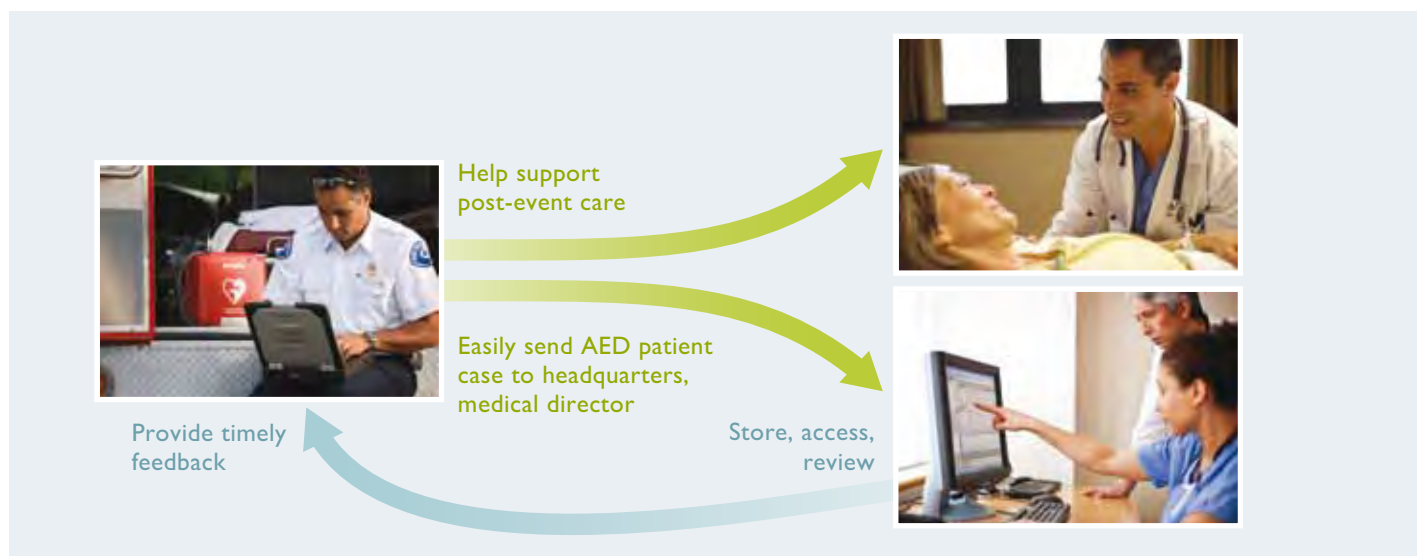 Help support
post-event care
Easily send AED patient
case to headquarters,
medical director
Provide timely
feedback
Store, access,
review